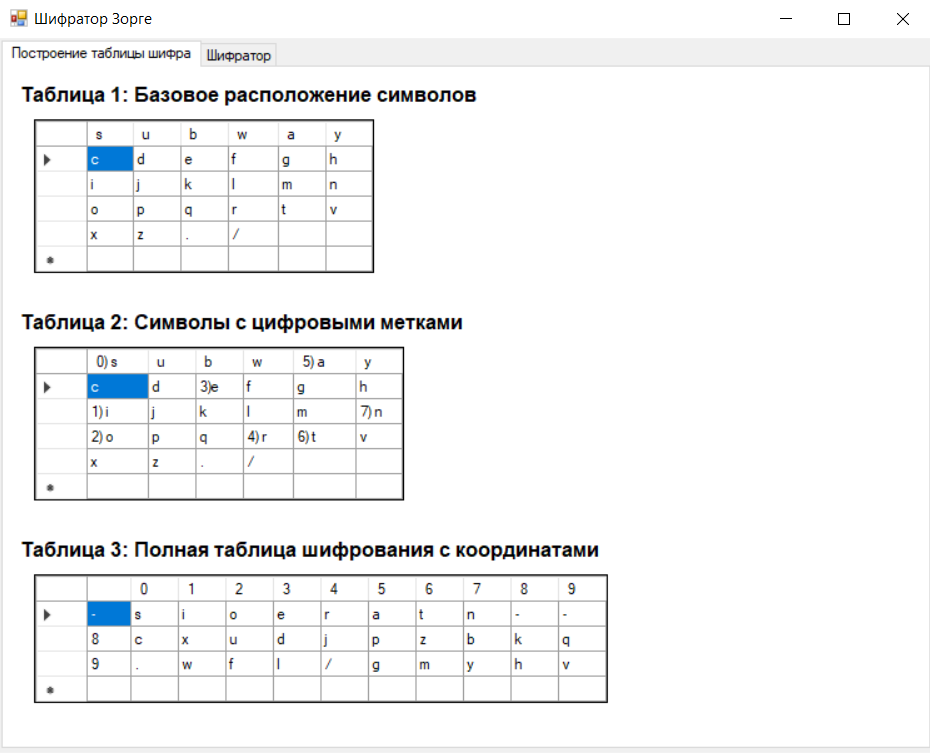 Шифратор Зорге
Построение таблицы шифра Шифратор
Таблица 1: Базовое расположение символов
s u b w a y
c d e f g h
i j k l m n
o p q r t v
x z . /
Таблица 2: Символы с цифровыми метками
0) s u b w 5) a y
c d 3)e f g h
1) i j k l m 7) n
2) o p q 4) r 6) t v
x z . /
Таблица 3: Полная таблица шифрования с координатами
0 1 2 3 4 5 6 7 8 9
- s i o e r a t n - -
8 c x u d j p z b k q
9 . w f l / g m y h v